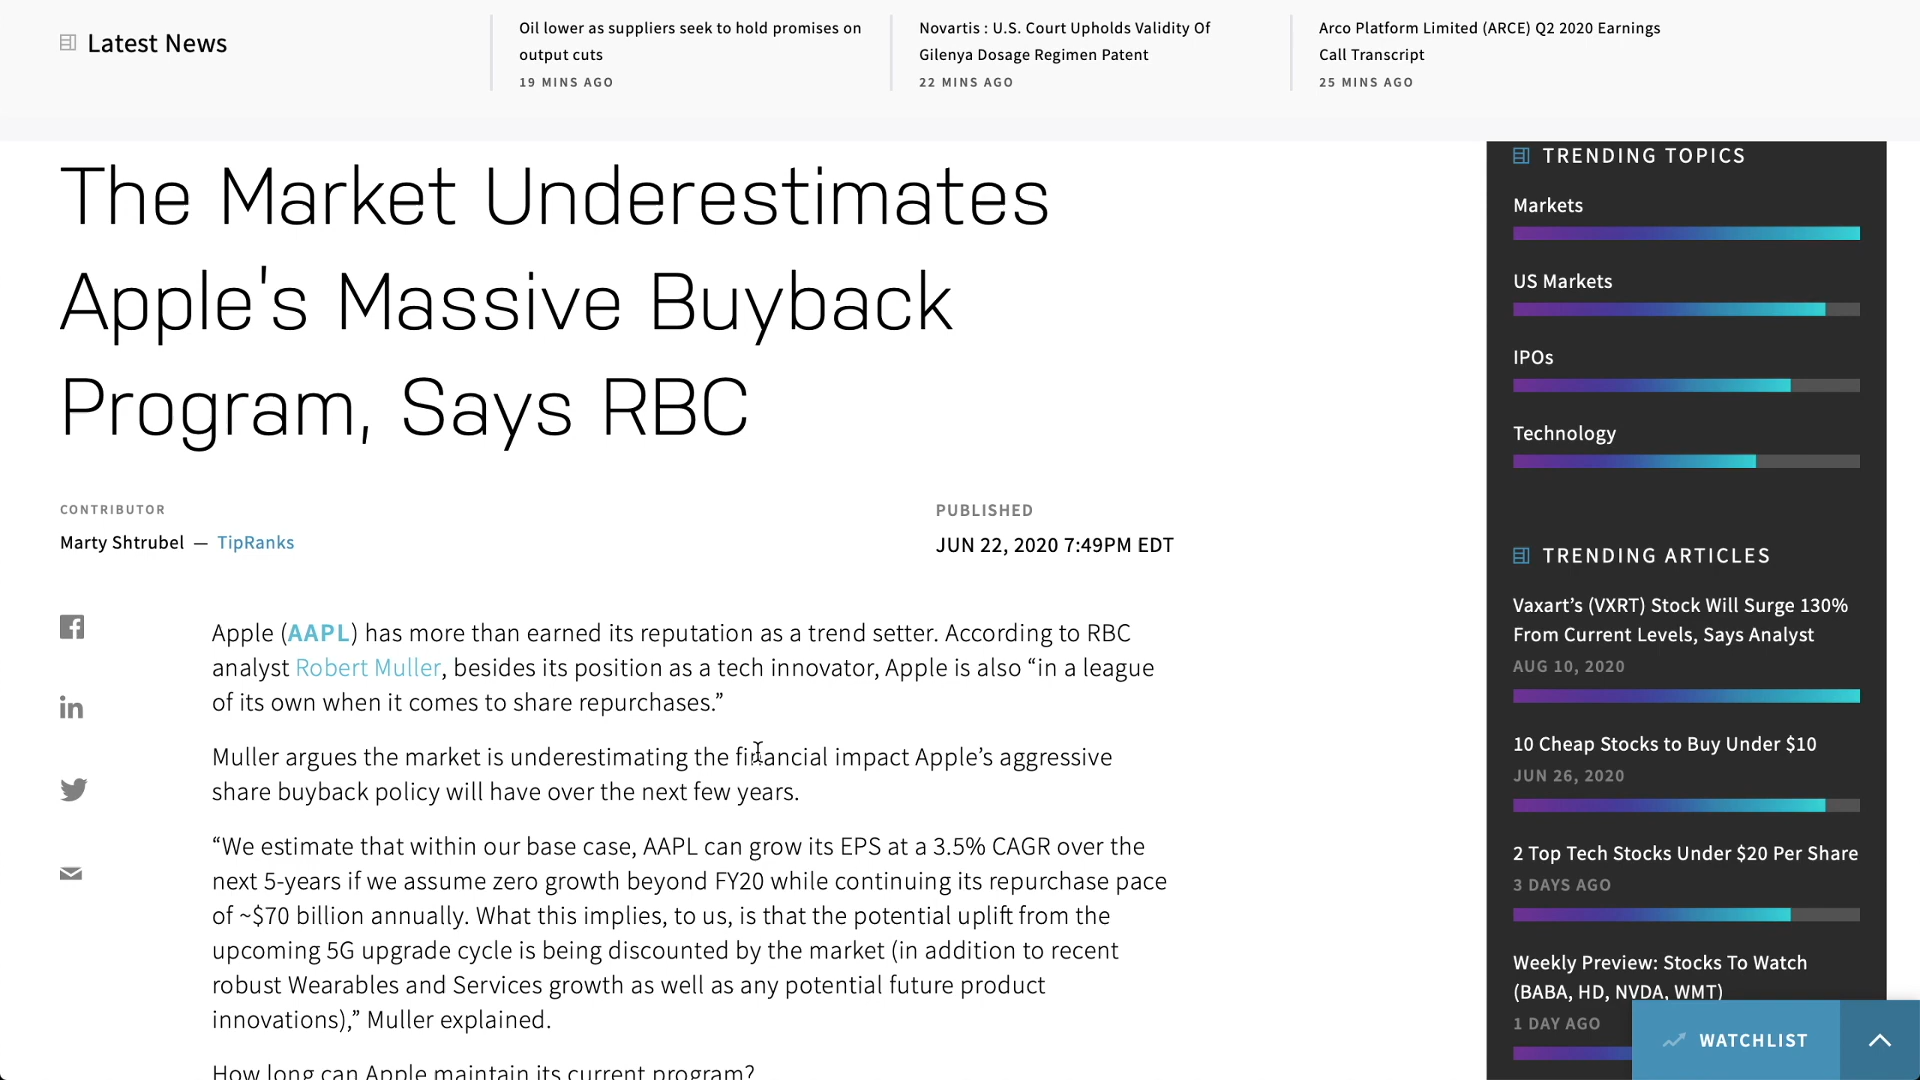 Latest News
Oil lower as suppliers seek to hold promises on
output cuts
19 MINS AGO
Novartis : U.S. Court Upholds Validity Of
Gilenya Dosage Regimen Patent
22 MINS AGO
Arco Platform Limited (ARCE) Q2 2020 Earnings
Call Transcript
25 MINS AGO
The Market Underestimates
Apple's Massive Buyback
Program, Says RBC
CONTRIBUTOR
Marty Shtrubel — TipRanks
PUBLISHED
JUN 22, 2020 7:49PM EDT
Apple (AAPL) has more than earned its reputation as a trend setter. According to RBC
analyst Robert Muller, besides its position as a tech innovator, Apple is also “in a league
of its own when it comes to share repurchases.”
Muller argues the market is underestimating the financial impact Apple’s aggressive
share buyback policy will have over the next few years.
“We estimate that within our base case, AAPL can grow its EPS at a 3.5% CAGR over the
next 5-years if we assume zero growth beyond FY20 while continuing its repurchase pace
of ~$70 billion annually. What this implies, to us, is that the potential uplift from the
upcoming 5G upgrade cycle is being discounted by the market (in addition to recent
robust Wearables and Services growth as well as any potential future product
innovations),” Muller explained.
How long can Apple maintain its current program?
TRENDING TOPICS
Markets
US Markets
IPOs
Technology
TRENDING ARTICLES
Vaxart’s (VXRT) Stock Will Surge 130%
From Current Levels, Says Analyst
AUG 10, 2020
10 Cheap Stocks to Buy Under $10
JUN 26, 2020
2 Top Tech Stocks Under $20 Per Share
3 DAYS AGO
Weekly Preview: Stocks To Watch
(BABA, HD, NVDA, WMT)
1 DAY AGO
WATCHLIST